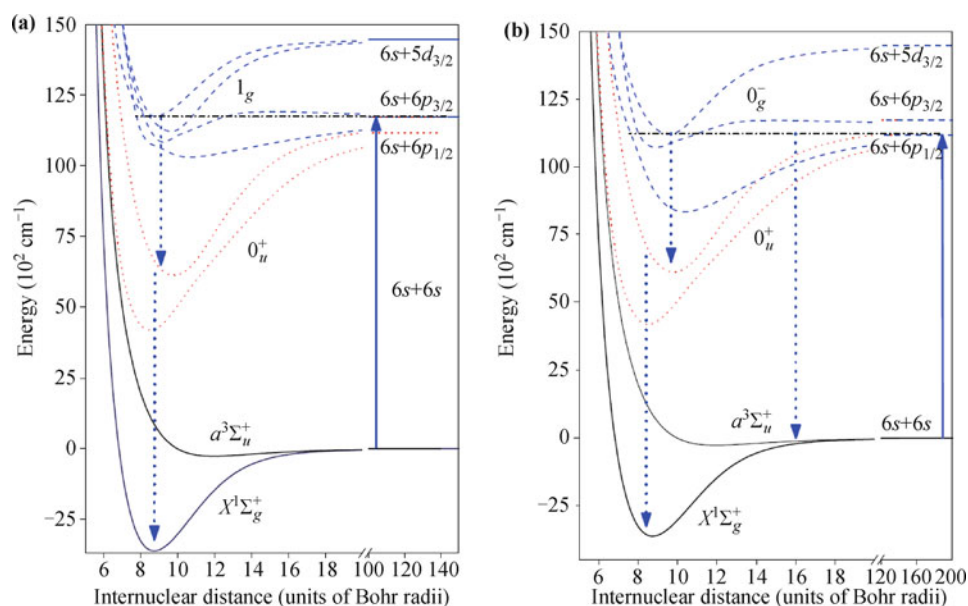 (a)
150
125
100
75
50
25
0
−25
Energy (10² cm⁻¹)
6s+5d₃/₂
1g
6s+6p₃/₂
6s+6p₁/₂
0u⁺
6s+6s
a³Σu⁺
X¹Σg⁺
6 8 10 12 14 16 18 100 120 140
Internuclear distance (units of Bohr radii)
(b)
150
125
100
75
50
25
0
−25
Energy (10² cm⁻¹)
6s+5d₃/₂
0g⁻
6s+6p₃/₂
6s+6p₁/₂
0u⁺
a³Σu⁺
6s+6s
X¹Σg⁺
6 8 10 12 14 16 18 120 160 200
Internuclear distance (units of Bohr radii)